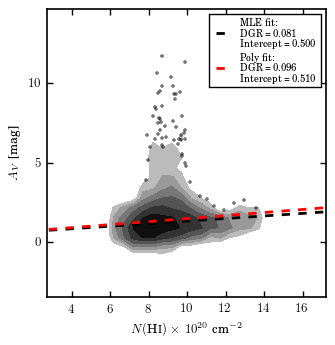 MLE fit:
DGR = 0.081
Intercept = 0.500
Poly fit:
DGR = 0.096
Intercept = 0.510
10
5
0
A_V [mag]
4 6 8 10 12 14 16
N(HI) × 10^20 cm^−2